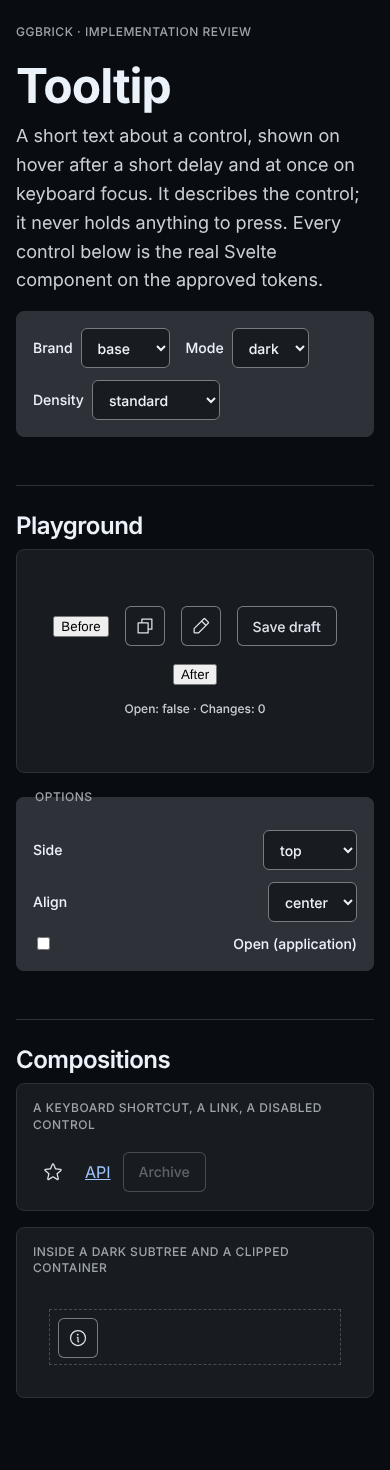 GGBRICK · IMPLEMENTATION REVIEW
Tooltip
A short text about a control, shown on
hover after a short delay and at once on
keyboard focus. It describes the control;
it never holds anything to press. Every
control below is the real Svelte
component on the approved tokens.
Brand base Mode dark
Density standard
Playground
Before Save draft
After
Open: false · Changes: 0
OPTIONS
Side top
Align center
Open (application)
Compositions
A KEYBOARD SHORTCUT, A LINK, A DISABLED
CONTROL
API Archive
INSIDE A DARK SUBTREE AND A CLIPPED
CONTAINER